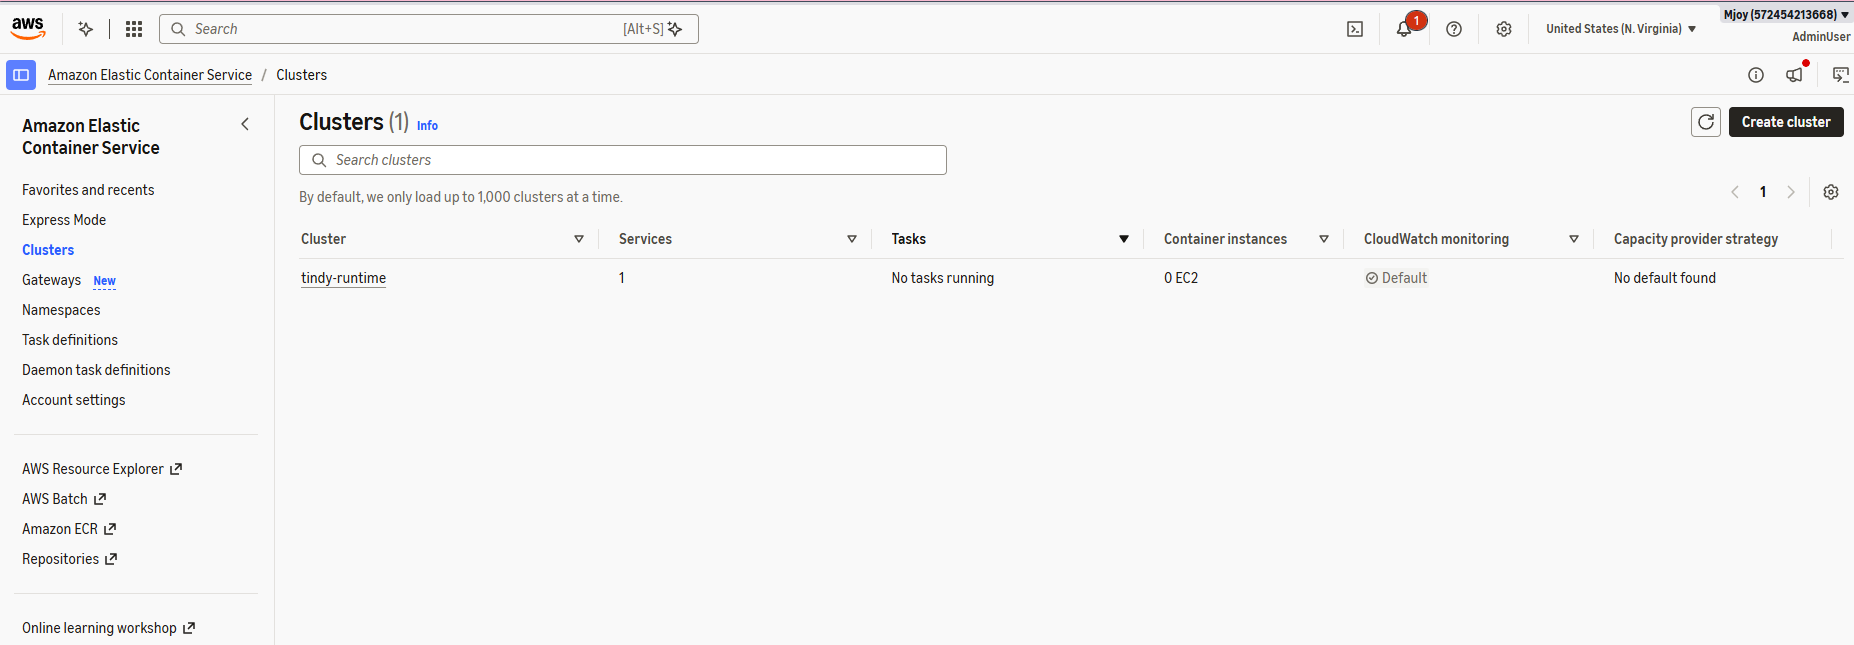 aws
Search [Alt+S]
1
United States (N. Virginia)
Mjoy (572454213668)
AdminUser
Amazon Elastic Container Service / Clusters
Amazon Elastic
Container Service
Favorites and recents
Express Mode
Clusters
Gateways New
Namespaces
Task definitions
Daemon task definitions
Account settings
AWS Resource Explorer
AWS Batch
Amazon ECR
Repositories
Online learning workshop
Clusters (1) Info
Create cluster
Search clusters
By default, we only load up to 1,000 clusters at a time.
1
Cluster Services Tasks Container instances CloudWatch monitoring Capacity provider strategy
tindy-runtime 1 No tasks running 0 EC2 Default No default found